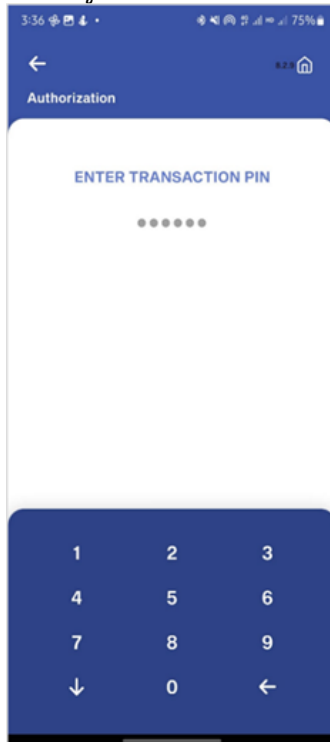 3:36 75%
Authorization
ENTER TRANSACTION PIN
1 2 3
4 5 6
7 8 9
0